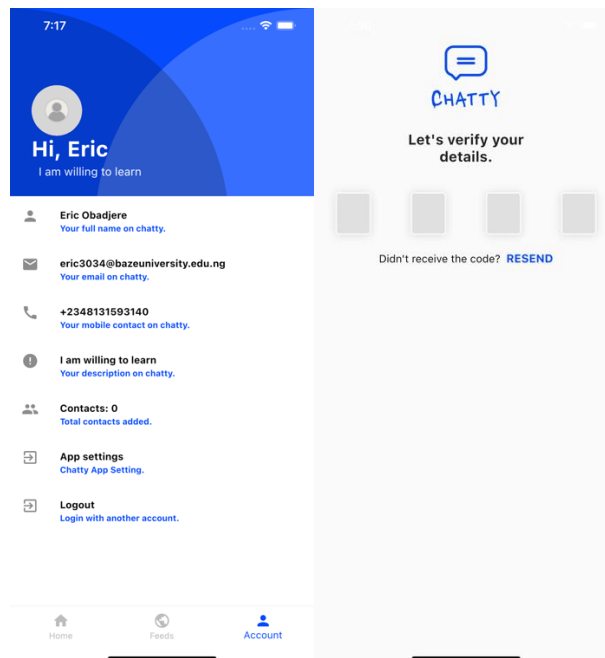 7:17
Hi, Eric
I am willing to learn
Eric Obadjere
Your full name on chatty.
eric3034@bazeuniversity.edu.ng
Your email on chatty.
+2348131593140
Your mobile contact on chatty.
I am willing to learn
Your description on chatty.
Contacts: 0
Total contacts added.
App settings
Chatty App Setting.
Logout
Login with another account.
Home
Feeds
Account
CHATTY
Let's verify your
details.
Didn't receive the code? RESEND